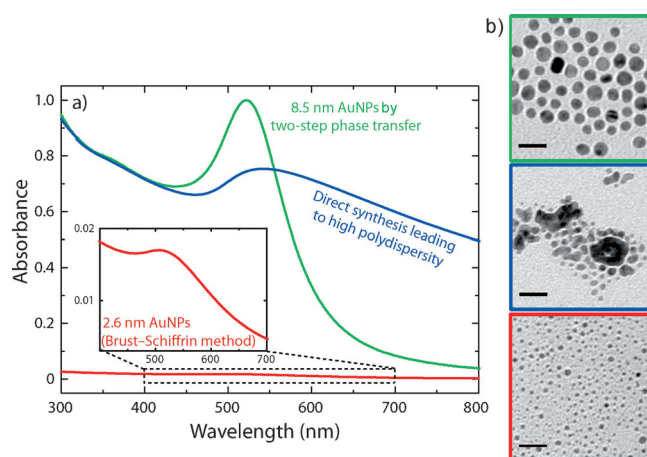 b)
a)
1.0
0.8
0.6
0.4
0.2
0
Absorbance
8.5 nm AuNPs by
two-step phase transfer
Direct synthesis leading
to high polydispersity
0.02
0.01
2.6 nm AuNPs
(Brust–Schiffrin method)
500 600 700
300 400 500 600 700 800
Wavelength (nm)